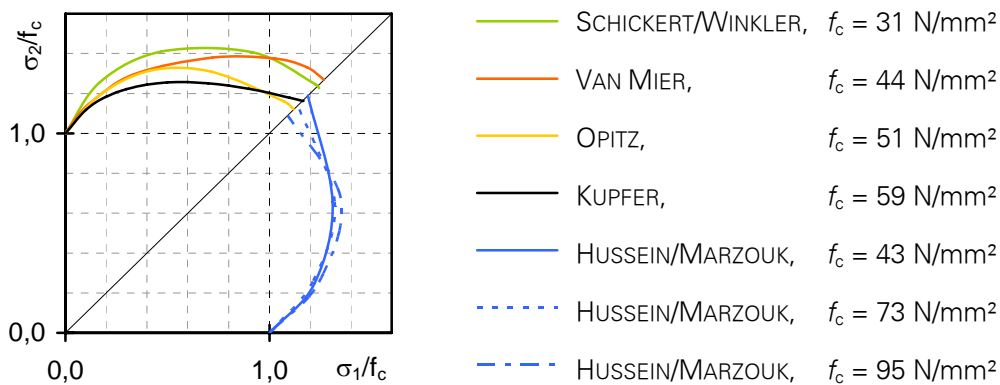 σ₂/fc
1,0
0,0
0,0
1,0
σ₁/fc
SCHICKERT/WINKLER, fc = 31 N/mm²
VAN MIER, fc = 44 N/mm²
OPITZ, fc = 51 N/mm²
KUPFER, fc = 59 N/mm²
HUSSEIN/MARZOUK, fc = 43 N/mm²
HUSSEIN/MARZOUK, fc = 73 N/mm²
HUSSEIN/MARZOUK, fc = 95 N/mm²